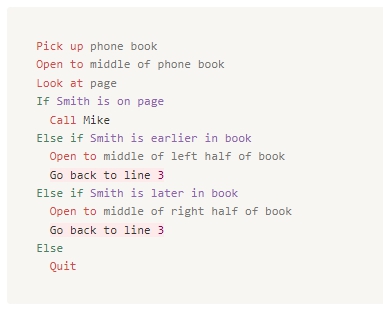 Pick up phone book
Open to middle of phone book
Look at page
If Smith is on page
Call Mike
Else if Smith is earlier in book
Open to middle of left half of book
Go back to line 3
Else if Smith is later in book
Open to middle of right half of book
Go back to line 3
Else
Quit